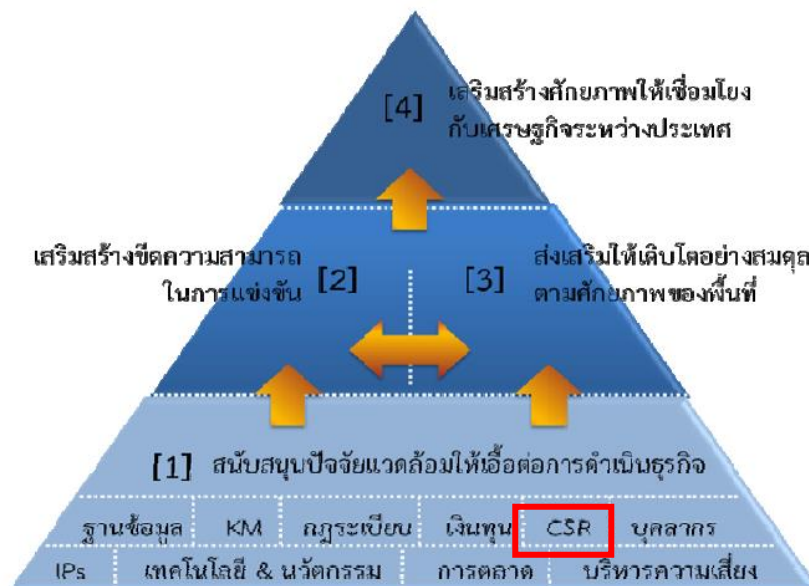 [4] เสริมสร้างศักยภาพให้เชื่อมโยง
กับเศรษฐกิจระหว่างประเทศ
เสริมสร้างขีดความสามารถ
ในการแข่งขัน
[2]
[3]
ส่งเสริมให้เติบโตอย่างสมดุล
ตามศักยภาพของพื้นที่
[1] สนับสนุนปัจจัยแวดล้อมให้เอื้อต่อการดำเนินธุรกิจ
ฐานข้อมูล KM กฎระเบียบ เงินทุน CSR บุคลากร
IPs เทคโนโลยี & นวัตกรรม การตลาด บริหารความเสี่ยง